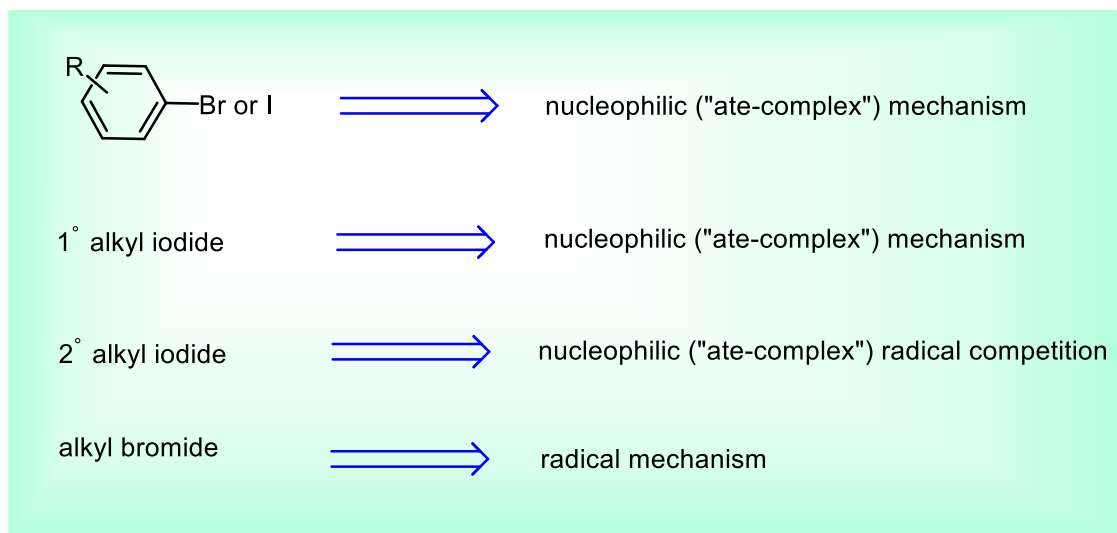 R
Br or I
nucleophilic ("ate-complex") mechanism
1° alkyl iodide
nucleophilic ("ate-complex") mechanism
2° alkyl iodide
nucleophilic ("ate-complex") radical competition
alkyl bromide
radical mechanism